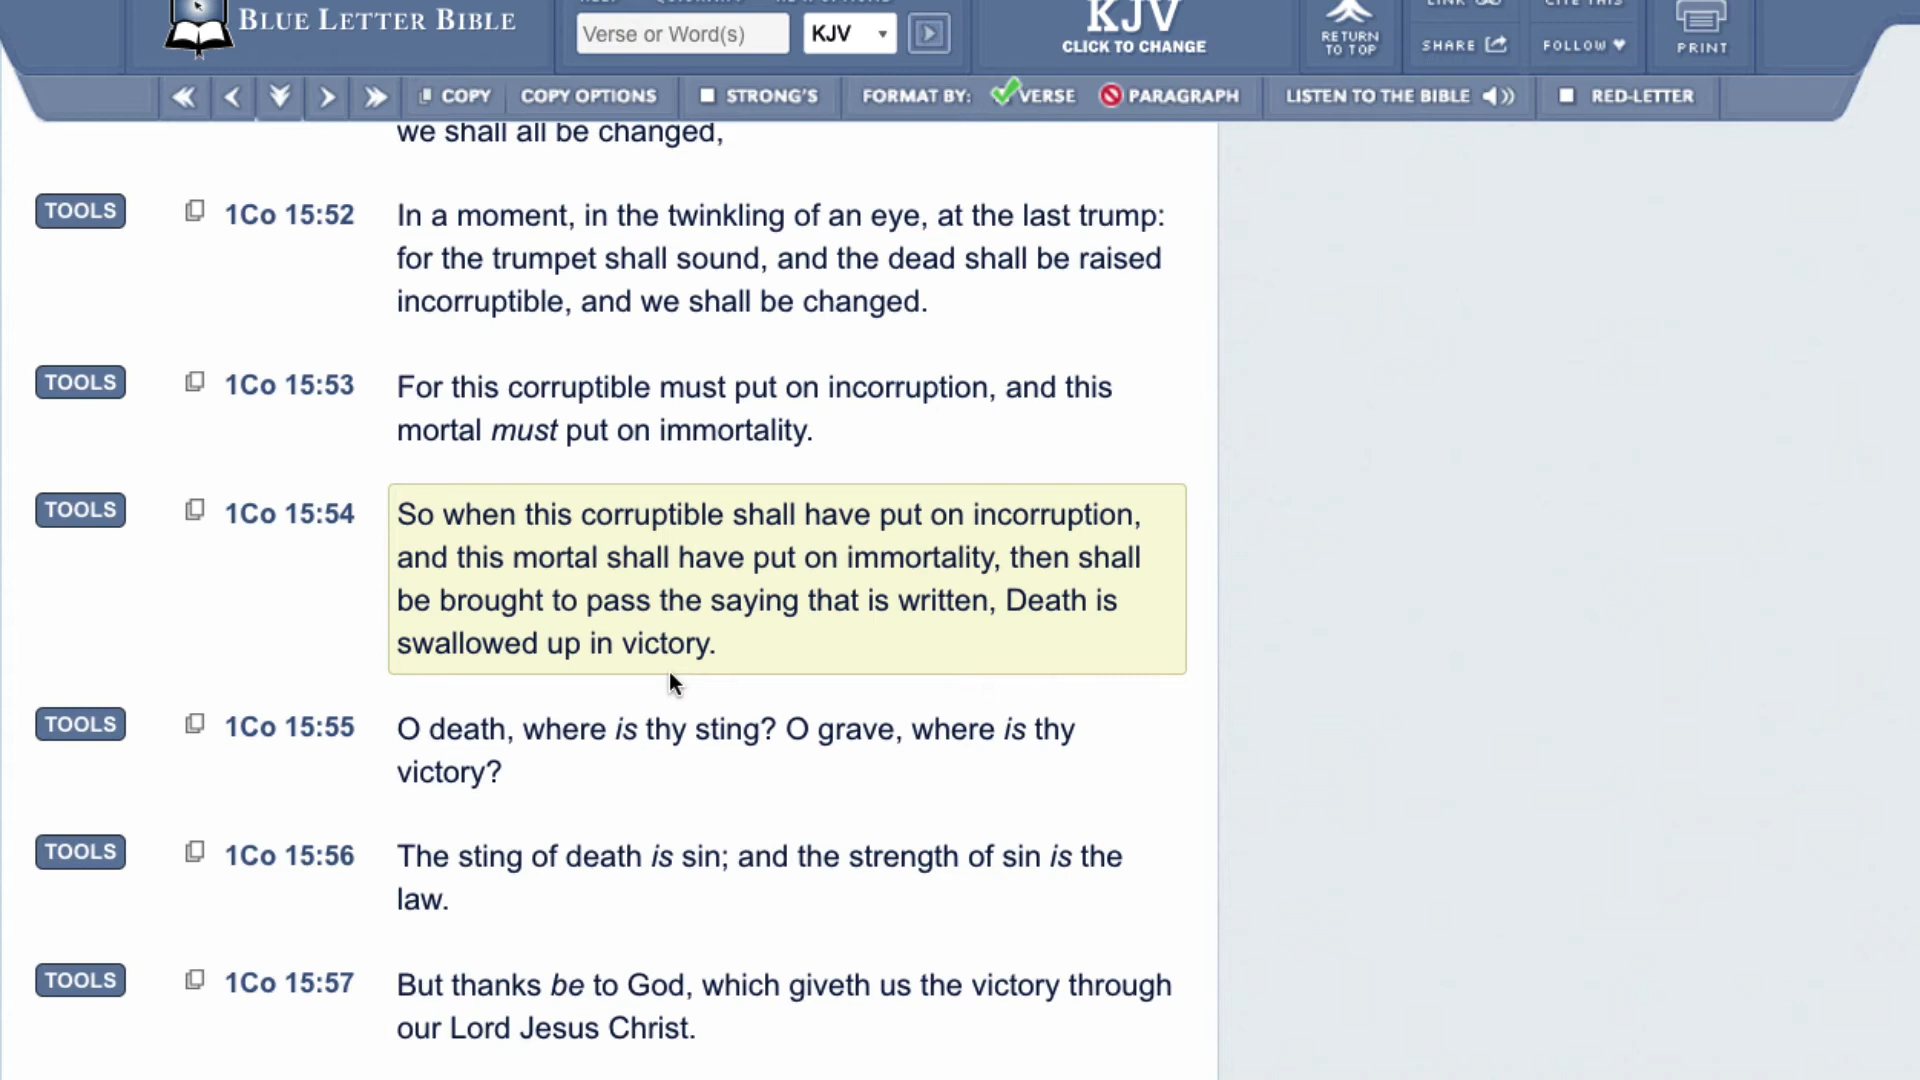 BLUE LETTER BIBLE
Verse or Word(s)
KJV
KJV
CLICK TO CHANGE
RETURN
TO TOP
LINK
CITE THIS
SHARE
FOLLOW
PRINT
COPY
COPY OPTIONS
STRONG'S
FORMAT BY:
VERSE
PARAGRAPH
LISTEN TO THE BIBLE
RED-LETTER
we shall all be changed,
TOOLS
1Co 15:52
In a moment, in the twinkling of an eye, at the last trump:
for the trumpet shall sound, and the dead shall be raised
incorruptible, and we shall be changed.
TOOLS
1Co 15:53
For this corruptible must put on incorruption, and this
mortal must put on immortality.
TOOLS
1Co 15:54
So when this corruptible shall have put on incorruption,
and this mortal shall have put on immortality, then shall
be brought to pass the saying that is written, Death is
swallowed up in victory.
TOOLS
1Co 15:55
O death, where is thy sting? O grave, where is thy
victory?
TOOLS
1Co 15:56
The sting of death is sin; and the strength of sin is the
law.
TOOLS
1Co 15:57
But thanks be to God, which giveth us the victory through
our Lord Jesus Christ.